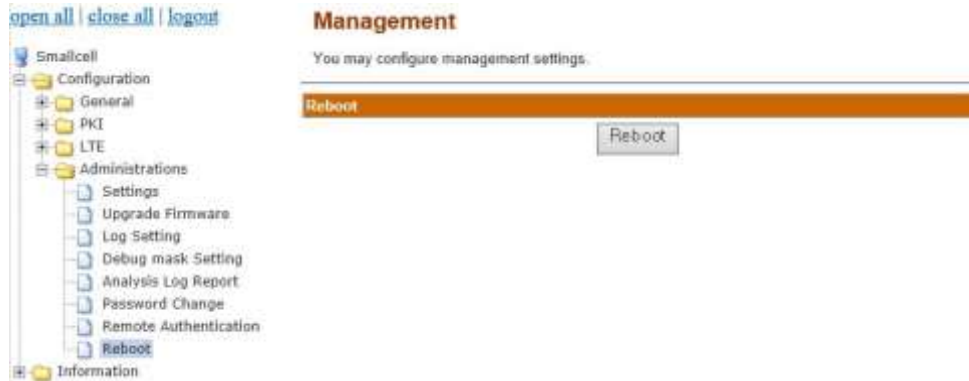 open all | close all | logout
Smallcell
Configuration
General
PKI
LTE
Administrations
Settings
Upgrade Firmware
Log Setting
Debug mask Setting
Analysis Log Report
Password Change
Remote Authentication
Reboot
Information
Management
You may configure management settings.
Reboot
Reboot